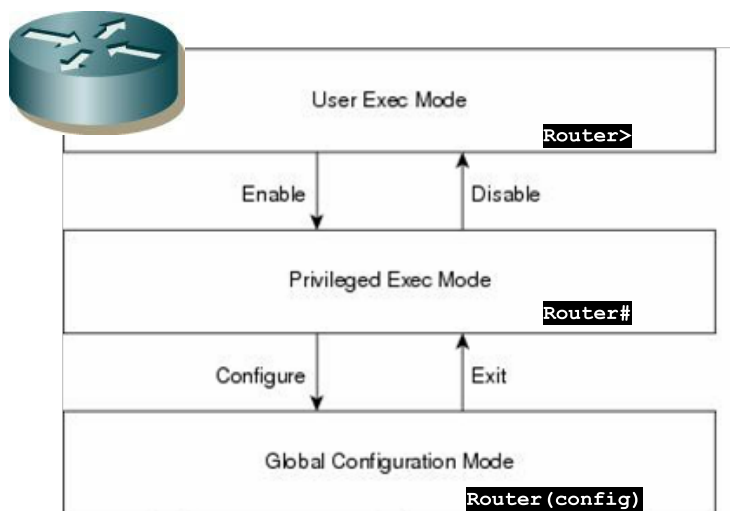 User Exec Mode
Router>
Enable
Disable
Privileged Exec Mode
Router#
Configure
Exit
Global Configuration Mode
Router(config)